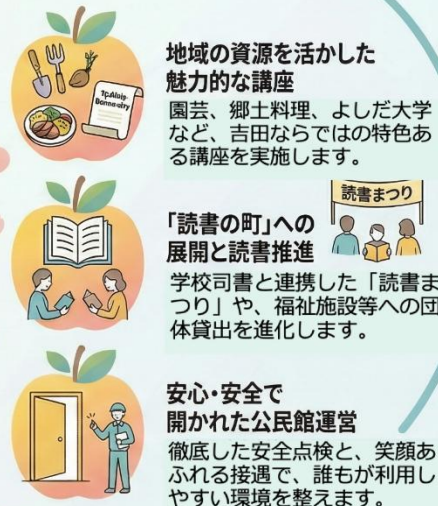 地域の資源を活かした
魅力的な講座
園芸、郷土料理、よしだ大学
など、吉田ならではの特色あ
る講座を実施します。
読書まつり
「読書の町」への
展開と読書推進
学校司書と連携した「読書ま
つり」や、福祉施設等への団
体貸出を進化します。
安心・安全で
開かれた公民館運営
徹底した安全点検と、笑顔あ
ふれる接遇で、誰もが利用し
やすい環境を整えます。